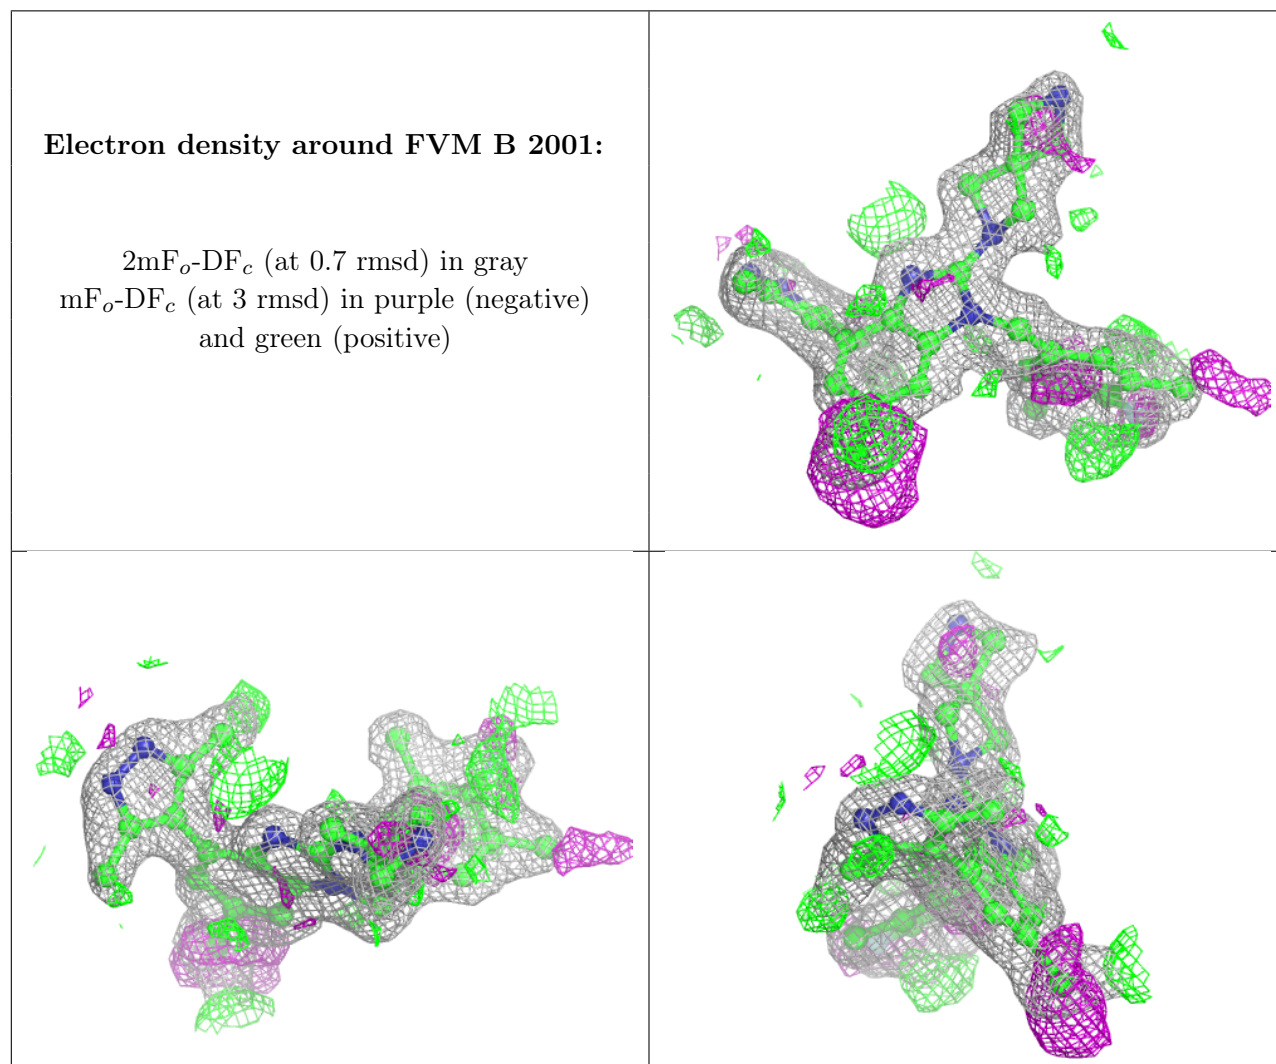 Electron density around FVM B 2001:
2mFo-DFc (at 0.7 rmsd) in gray
mFo-DFc (at 3 rmsd) in purple (negative)
and green (positive)